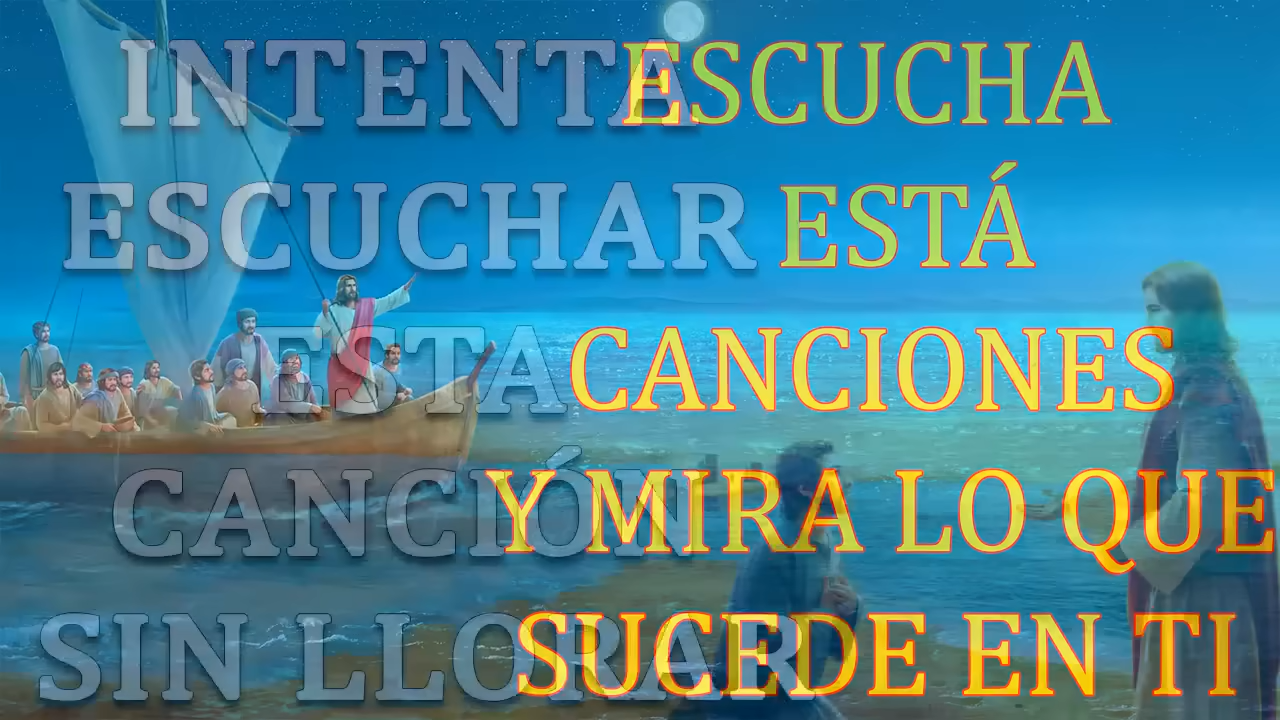 INTENTA
ESCUCHAR
ESTA
CANCIÓN
SIN LLORAR
ESCUCHA
ESTÁ
CANCIONES
Y MIRA LO QUE
SUCEDE EN TI